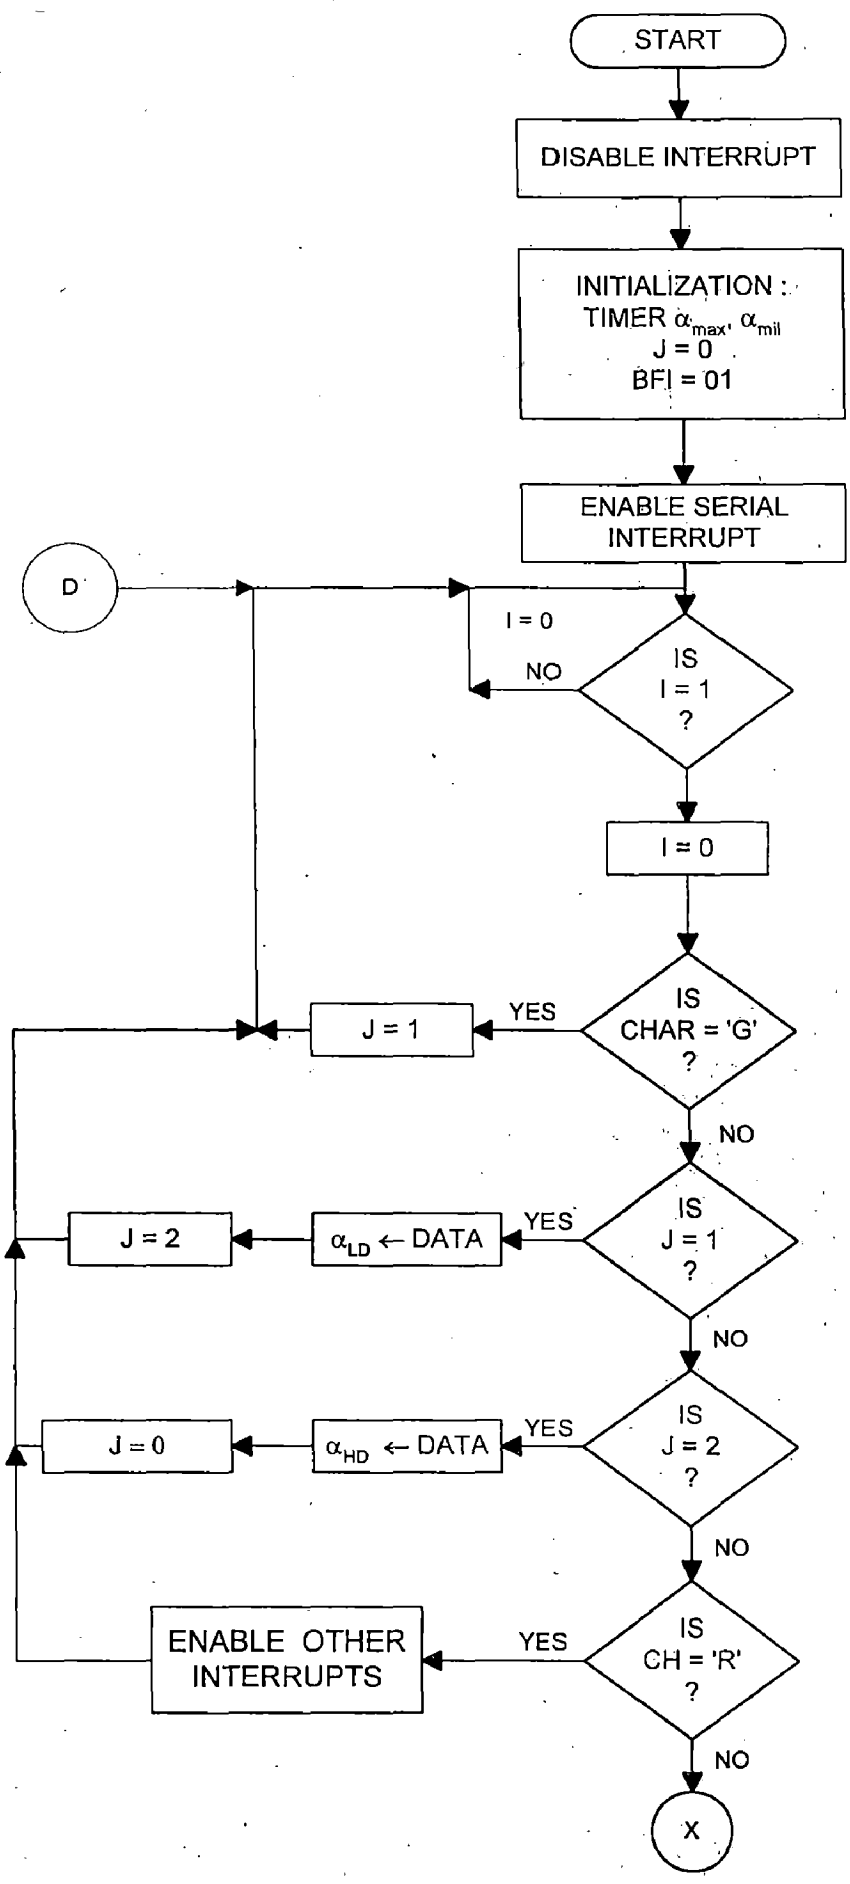 START
DISABLE INTERRUPT
INITIALIZATION :
TIMER α_max, α_mil
J = 0
BFI = 01
ENABLE SERIAL
INTERRUPT
D
I = 0
IS
I = 1
?
NO
I = 0
IS
CHAR = 'G'
?
YES
J = 1
NO
IS
J = 1
?
YES
α_LD ← DATA
J = 2
NO
IS
J = 2
?
YES
α_HD ← DATA
J = 0
NO
IS
CH = 'R'
?
YES
ENABLE OTHER
INTERRUPTS
NO
X